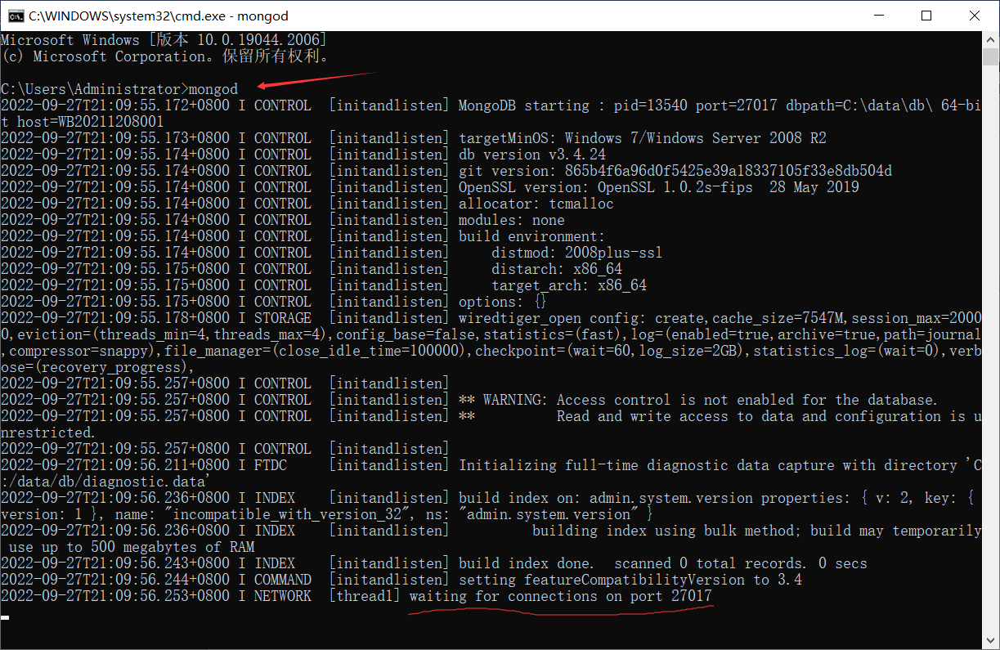 C:\WINDOWS\system32\cmd.exe - mongod
Microsoft Windows [版本 10.0.19044.2006]
(c) Microsoft Corporation。保留所有权利。
C:\Users\Administrator>mongod
2022-09-27T21:09:55.172+0800 I CONTROL  [initandlisten] MongoDB starting : pid=13540 port=27017 dbpath=C:\data\db\ 64-bi
t host=WB20211208001
2022-09-27T21:09:55.173+0800 I CONTROL  [initandlisten] targetMinOS: Windows 7/Windows Server 2008 R2
2022-09-27T21:09:55.174+0800 I CONTROL  [initandlisten] db version v3.4.24
2022-09-27T21:09:55.174+0800 I CONTROL  [initandlisten] git version: 865b4f6a96d0f5425e39a18337105f33e8db504d
2022-09-27T21:09:55.174+0800 I CONTROL  [initandlisten] OpenSSL version: OpenSSL 1.0.2s-fips  28 May 2019
2022-09-27T21:09:55.174+0800 I CONTROL  [initandlisten] allocator: tcmalloc
2022-09-27T21:09:55.174+0800 I CONTROL  [initandlisten] modules: none
2022-09-27T21:09:55.174+0800 I CONTROL  [initandlisten] build environment:
2022-09-27T21:09:55.174+0800 I CONTROL  [initandlisten]     distmod: 2008plus-ssl
2022-09-27T21:09:55.175+0800 I CONTROL  [initandlisten]     distarch: x86_64
2022-09-27T21:09:55.175+0800 I CONTROL  [initandlisten]     target_arch: x86_64
2022-09-27T21:09:55.175+0800 I CONTROL  [initandlisten] options: {}
2022-09-27T21:09:55.178+0800 I STORAGE  [initandlisten] wiredtiger_open config: create,cache_size=7547M,session_max=2000
0,eviction=(threads_min=4,threads_max=4),config_base=false,statistics=(fast),log=(enabled=true,archive=true,path=journal
,compressor=snappy),file_manager=(close_idle_time=100000),checkpoint=(wait=60,log_size=2GB),statistics_log=(wait=0),verb
ose=(recovery_progress),
2022-09-27T21:09:55.257+0800 I CONTROL  [initandlisten]
2022-09-27T21:09:55.257+0800 I CONTROL  [initandlisten] ** WARNING: Access control is not enabled for the database.
2022-09-27T21:09:55.257+0800 I CONTROL  [initandlisten] **          Read and write access to data and configuration is u
nrestricted.
2022-09-27T21:09:55.257+0800 I CONTROL  [initandlisten]
2022-09-27T21:09:56.211+0800 I FTDC     [initandlisten] Initializing full-time diagnostic data capture with directory 'C
:/data/db/diagnostic.data'
2022-09-27T21:09:56.236+0800 I INDEX    [initandlisten] build index on: admin.system.version properties: { v: 2, key: {
version: 1 }, name: "incompatible_with_version_32", ns: "admin.system.version" }
2022-09-27T21:09:56.236+0800 I INDEX    [initandlisten]          building index using bulk method; build may temporarily
 use up to 500 megabytes of RAM
2022-09-27T21:09:56.243+0800 I INDEX    [initandlisten] build index done.  scanned 0 total records. 0 secs
2022-09-27T21:09:56.244+0800 I COMMAND  [initandlisten] setting featureCompatibilityVersion to 3.4
2022-09-27T21:09:56.253+0800 I NETWORK  [thread1] waiting for connections on port 27017